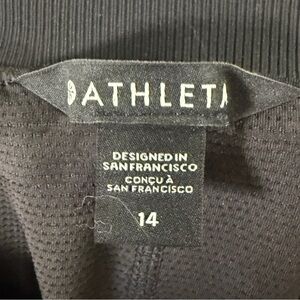 ATHLETA
DESIGNED IN
SAN FRANCISCO
CONÇU À
SAN FRANCISCO
14